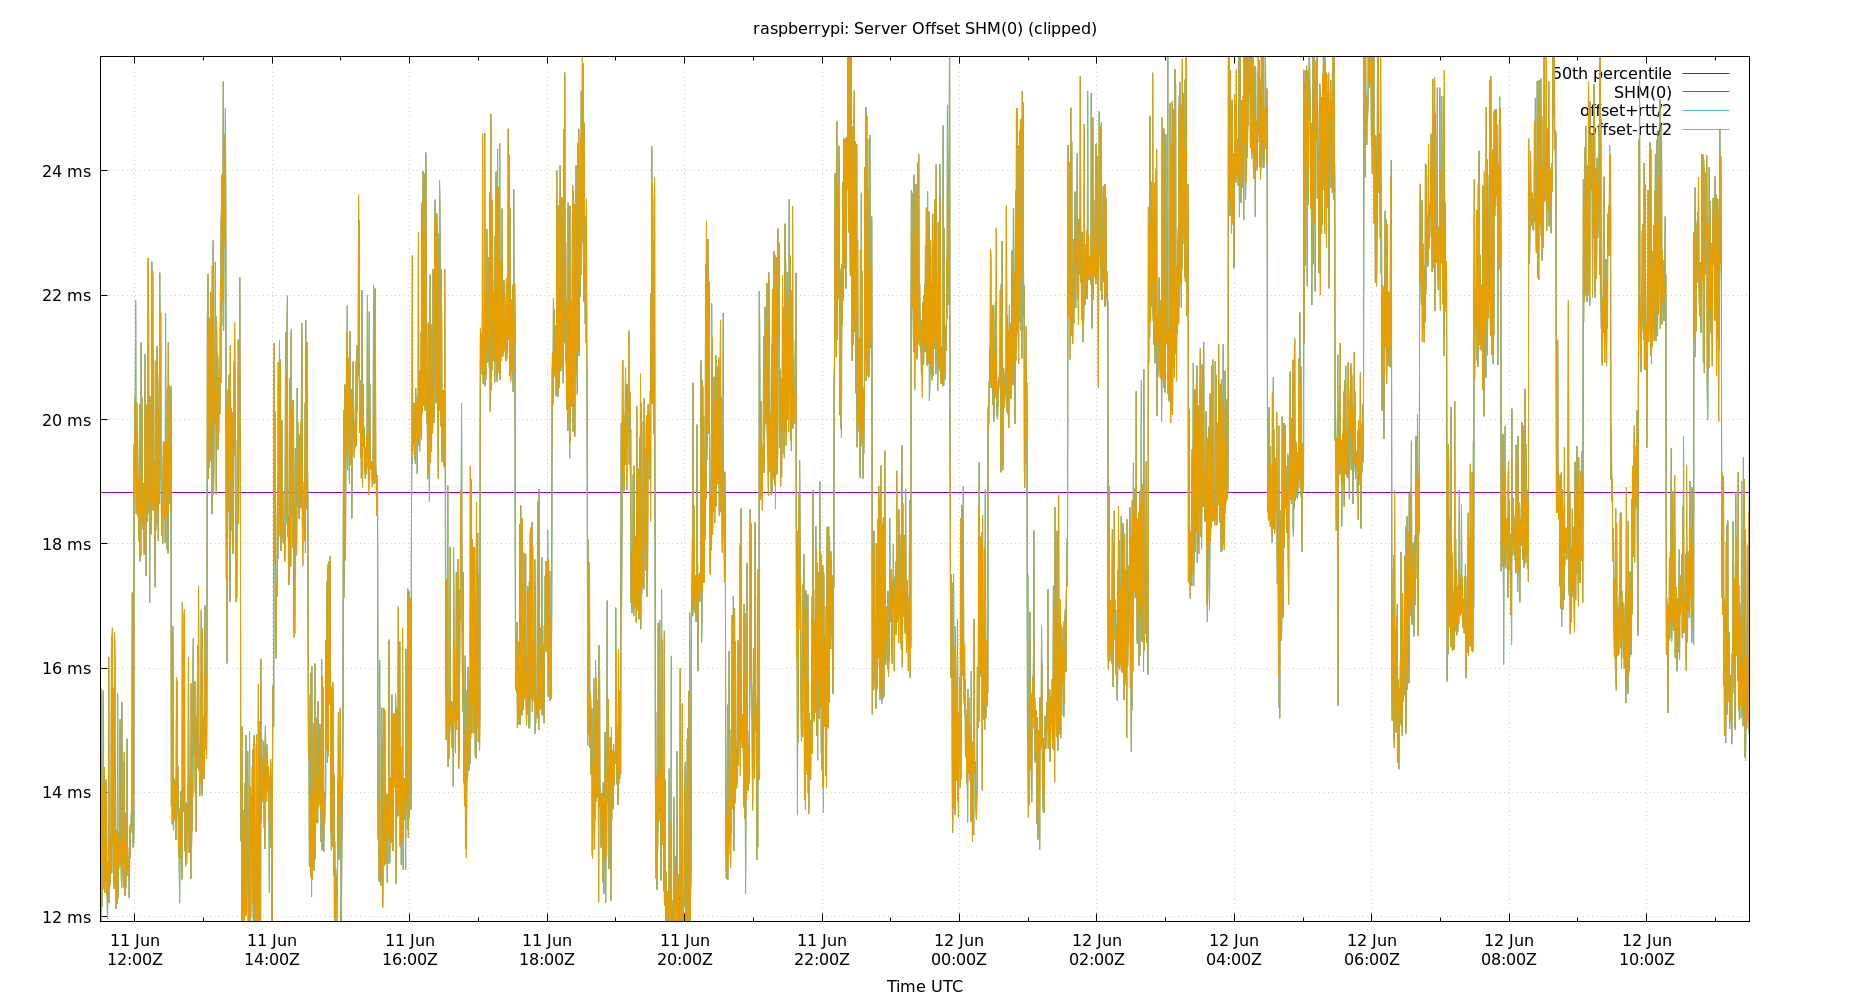 raspberrypi: Server Offset SHM(0) (clipped)
50th percentile
SHM(0)
offset+rtt/2
offset-rtt/2
24 ms
22 ms
20 ms
18 ms
16 ms
14 ms
12 ms
11 Jun 11 Jun 11 Jun 11 Jun 11 Jun 11 Jun 12 Jun 12 Jun 12 Jun 12 Jun 12 Jun 12 Jun
12:00Z 14:00Z 16:00Z 18:00Z 20:00Z 22:00Z 00:00Z 02:00Z 04:00Z 06:00Z 08:00Z 10:00Z
Time UTC